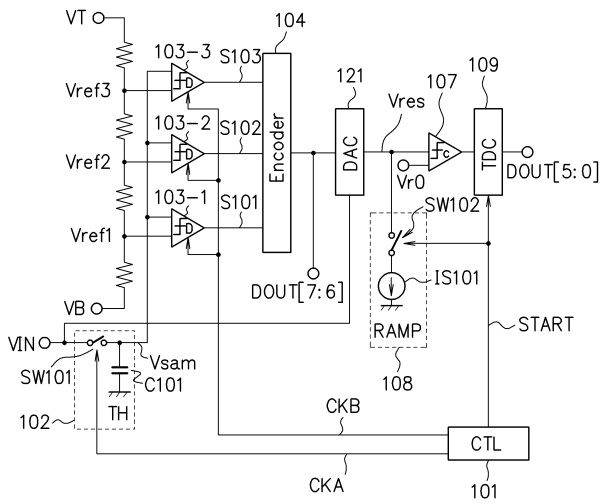 VT
103-3
S103
104
Vref3
103-2
S102
121
Vres
107
109
Vref2
Encoder
DAC
TDC
DOUT[5:0]
103-1
S101
Vr0
SW102
Vref1
IS101
VB
DOUT[7:6]
RAMP
START
VIN
Vsam
108
SW101
C101
102
TH
CKB
CTL
CKA
101
D
D
D
C